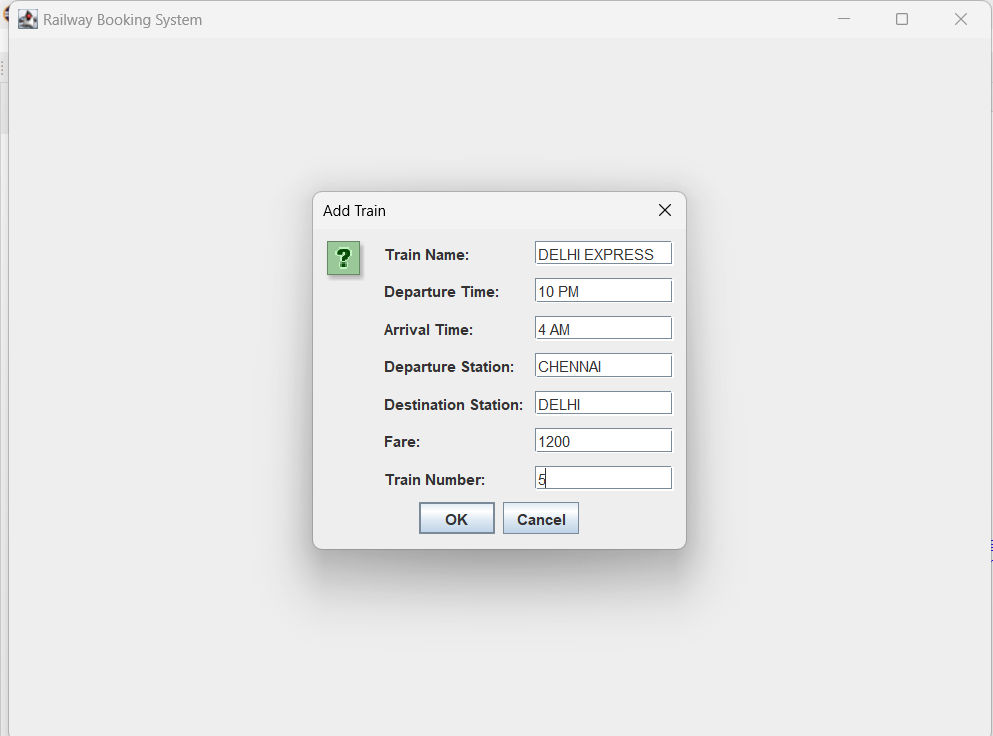 Railway Booking System
Add Train
?
Train Name: DELHI EXPRESS
Departure Time: 10 PM
Arrival Time: 4 AM
Departure Station: CHENNAI
Destination Station: DELHI
Fare: 1200
Train Number: 5
OK Cancel